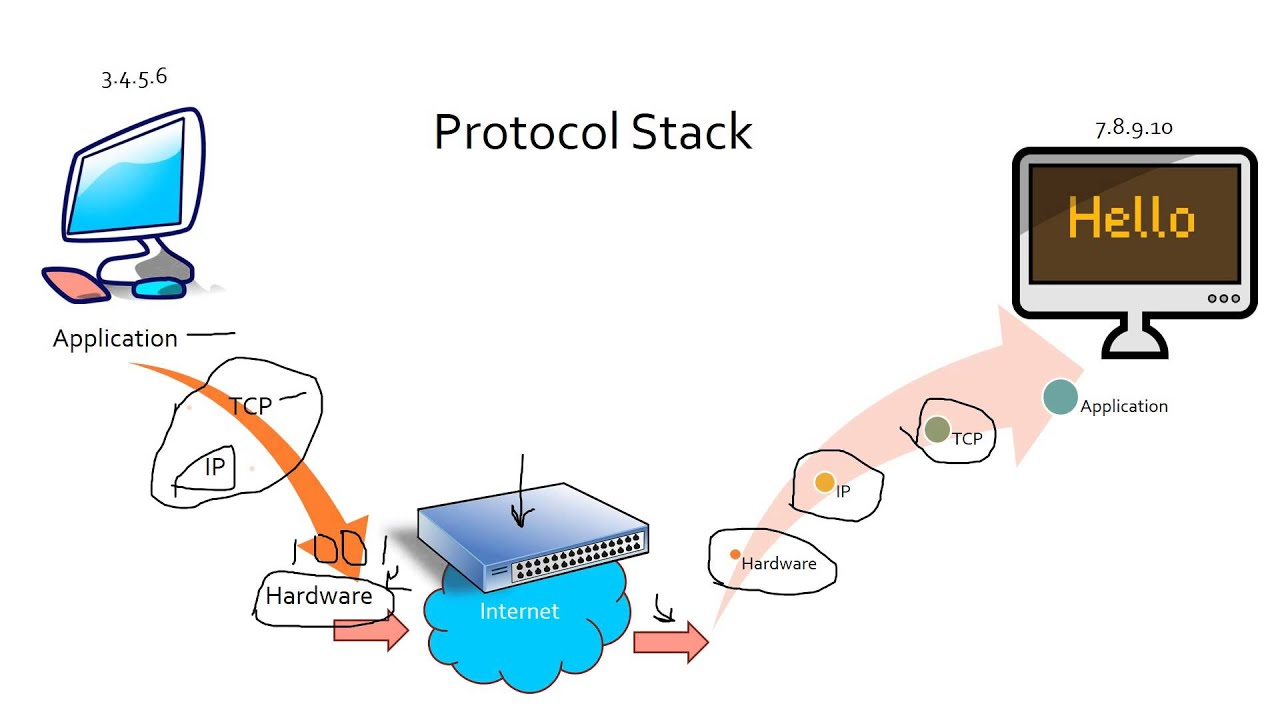 3.4.5.6
Protocol Stack
7.8.9.10
Hello
Application
TCP
IP
1001
Hardware
Internet
Hardware
IP
TCP
Application